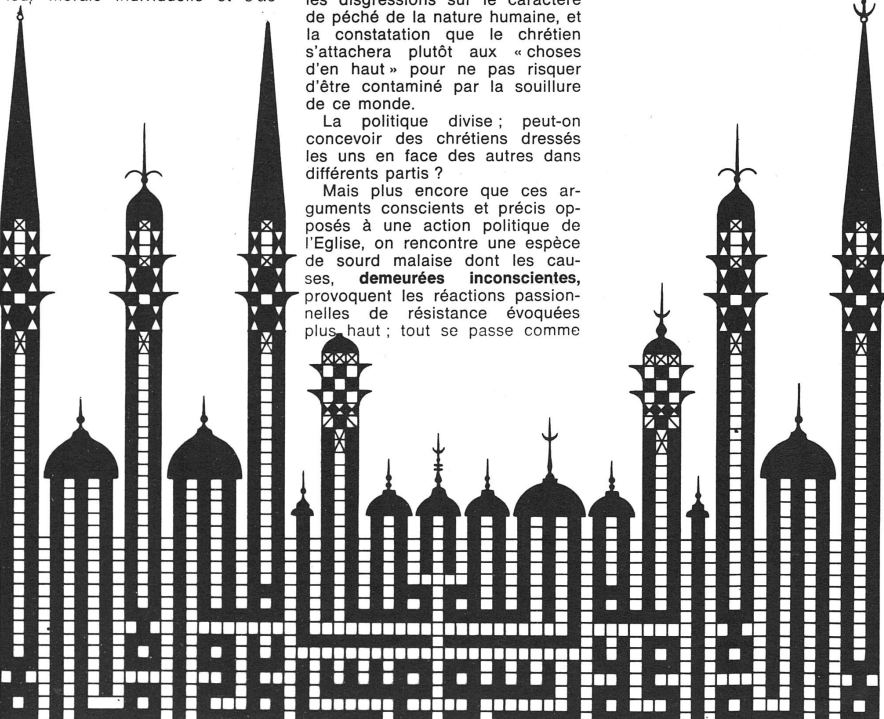 les disgressions sur le caractère
de péché de la nature humaine, et
la constatation que le chrétien
s'attachera plutôt aux « choses
d'en haut » pour ne pas risquer
d'être contaminé par la souillure
de ce monde.
La politique divise ; peut-on
concevoir des chrétiens dressés
les uns en face des autres dans
différents partis ?
Mais plus encore que ces ar-
guments conscients et précis op-
posés à une action politique de
l'Eglise, on rencontre une espèce
de sourd malaise dont les cau-
ses, demeurées inconscientes,
provoquent les réactions passion-
nelles de résistance évoquées
plus haut ; tout se passe comme